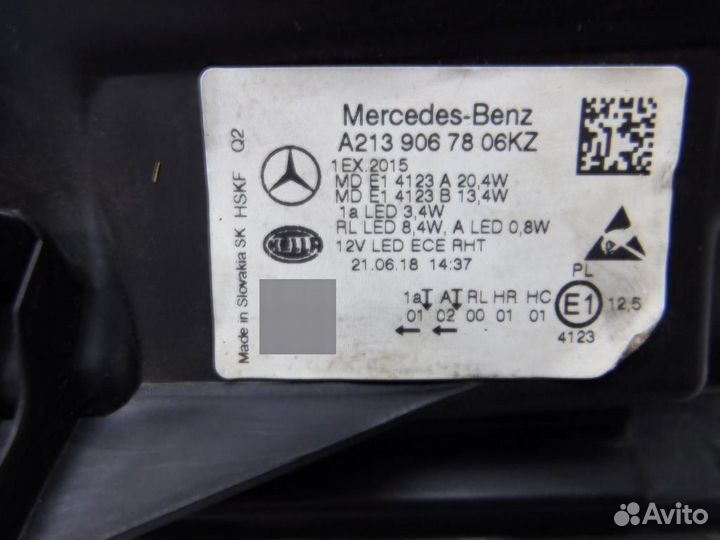 Mercedes-Benz
A213 906 78 06KZ
1EX.2015
MD E1 4123 A 20,4W
MD E1 4123 B 13,4W
1a LED 3,4W
RL LED 8,4W, A LED 0,8W
12V LED ECE RHT
21.06.18 14:37
HELLA
Made in Slovakia SK HSKF Q2
1a A RL HR HC
01 02 00 01 01
PL
E1 12,5
4123
Avito